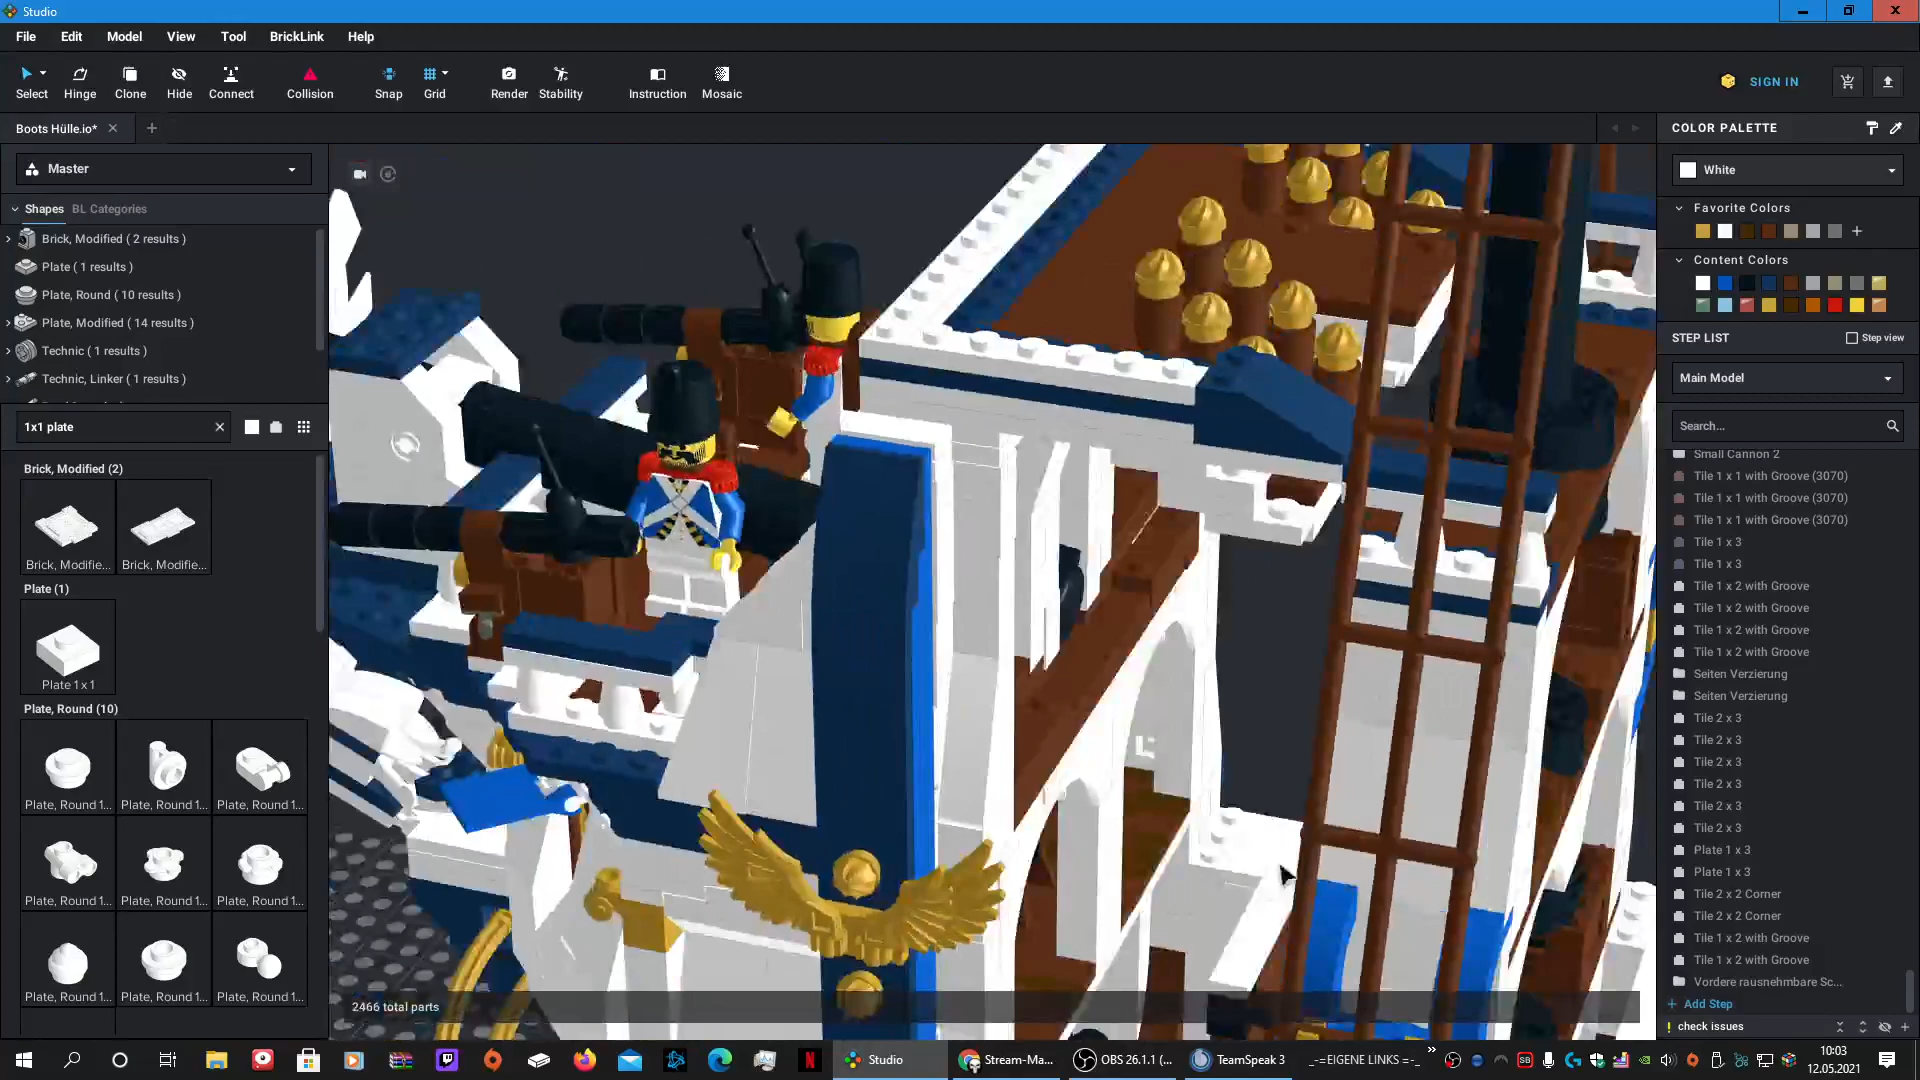 Studio
File Edit Model View Tool BrickLink Help
Select Hinge Clone Hide Connect Collision Snap Grid Render Stability Instruction Mosaic
SIGN IN
Boots Hülle.io*
Master
Shapes BL Categories
Brick, Modified ( 2 results )
Plate ( 1 results )
Plate, Round ( 10 results )
Plate, Modified ( 14 results )
Technic ( 1 results )
Technic, Linker ( 1 results )
1x1 plate
Brick, Modified (2)
Brick, Modifie... Brick, Modifie...
Plate (1)
Plate 1 x 1
Plate, Round (10)
Plate, Round 1... Plate, Round 1... Plate, Round 1...
Plate, Round 1... Plate, Round 1... Plate, Round 1...
Plate, Round 1... Plate, Round 1... Plate, Round 1...
2466 total parts
COLOR PALETTE
White
Favorite Colors
Content Colors
STEP LIST
Step view
Main Model
Search...
Small Cannon 2
Tile 1 x 1 with Groove (3070)
Tile 1 x 1 with Groove (3070)
Tile 1 x 1 with Groove (3070)
Tile 1 x 3
Tile 1 x 3
Tile 1 x 2 with Groove
Tile 1 x 2 with Groove
Tile 1 x 2 with Groove
Tile 1 x 2 with Groove
Seiten Verzierung
Seiten Verzierung
Tile 2 x 3
Tile 2 x 3
Tile 2 x 3
Tile 2 x 3
Tile 2 x 3
Tile 2 x 3
Plate 1 x 3
Plate 1 x 3
Tile 2 x 2 Corner
Tile 2 x 2 Corner
Tile 1 x 2 with Groove
Tile 1 x 2 with Groove
Vordere rausnehmbare Sc...
+ Add Step
! check issues
Studio
Stream-Ma...
OBS 26.1.1 (...
TeamSpeak 3
_-=EIGENE LINKS =-_
10:03
12.05.2021